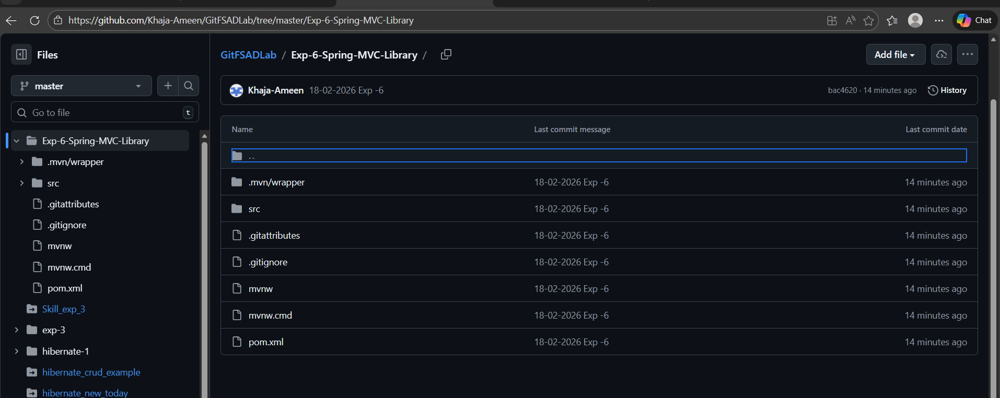 https://github.com/Khaja-Ameen/GitFSADLab/tree/master/Exp-6-Spring-MVC-Library
Chat
Files
GitFSADLab / Exp-6-Spring-MVC-Library /
Add file
master
Khaja-Ameen 18-02-2026 Exp -6
bac4620 · 14 minutes ago
History
Go to file
t
Name Last commit message Last commit date
Exp-6-Spring-MVC-Library
..
.mvn/wrapper
.mvn/wrapper 18-02-2026 Exp -6 14 minutes ago
src
src 18-02-2026 Exp -6 14 minutes ago
.gitattributes
.gitattributes 18-02-2026 Exp -6 14 minutes ago
.gitignore
.gitignore 18-02-2026 Exp -6 14 minutes ago
mvnw
mvnw 18-02-2026 Exp -6 14 minutes ago
mvnw.cmd
mvnw.cmd 18-02-2026 Exp -6 14 minutes ago
pom.xml
pom.xml 18-02-2026 Exp -6 14 minutes ago
Skill_exp_3
exp-3
hibernate-1
hibernate_crud_example
hibernate_new_today